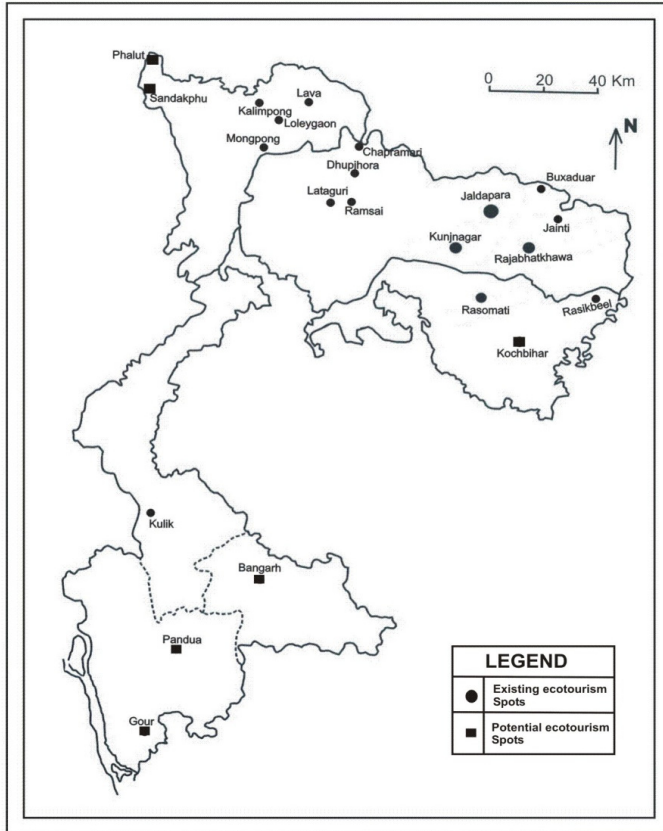 Phalut
Sandakphu
Lava
Kalimpong
Loleygaon
Mongpong
0 20 40 Km
N
Chapramari
Dhupjhora
Lataguri
Ramsai
Buxaduar
Jaldapara
Jainti
Kunjnagar
Rajabhatkhawa
Rasomati
Rasikbeel
Kochbihar
Kulik
Bangarh
Pandua
Gour
LEGEND
Existing ecotourism
Spots
Potential ecotourism
Spots